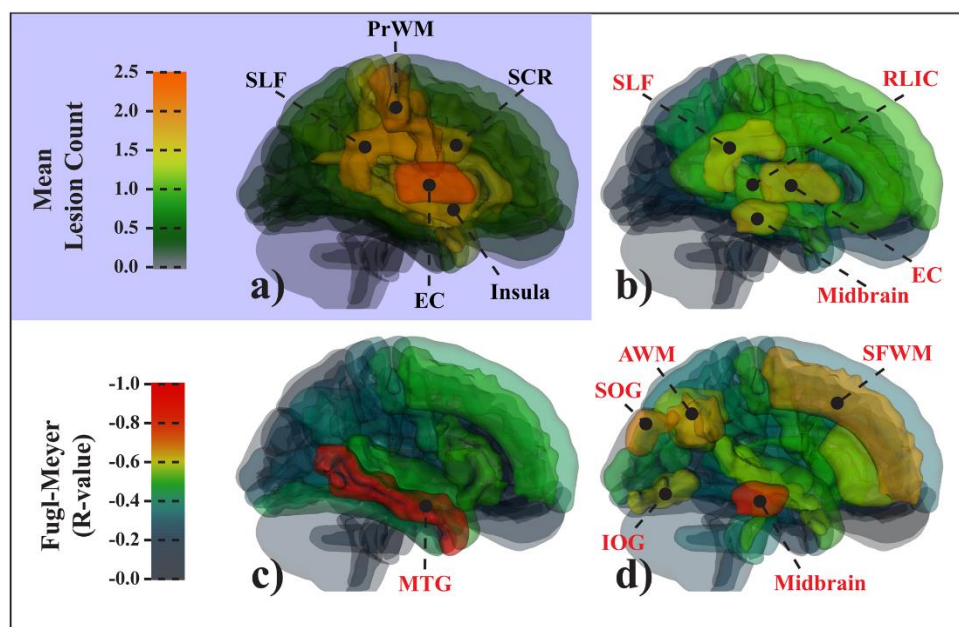 PrWM
SLF
SCR
Mean
Lesion Count
2.5
2.0
1.5
1.0
0.5
0.0
a)
EC
Insula
SLF
RLIC
b)
EC
Midbrain
Fugl-Meyer
(R-value)
-1.0
-0.8
-0.6
-0.4
-0.2
-0.0
c)
MTG
AWM
SFWM
SOG
IOG
d)
Midbrain